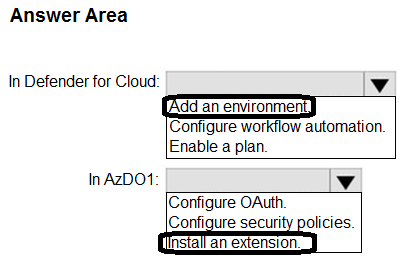 Answer Area
In Defender for Cloud:
Add an environment.
Configure workflow automation.
Enable a plan.
In AzDO1:
Configure OAuth.
Configure security policies.
Install an extension.